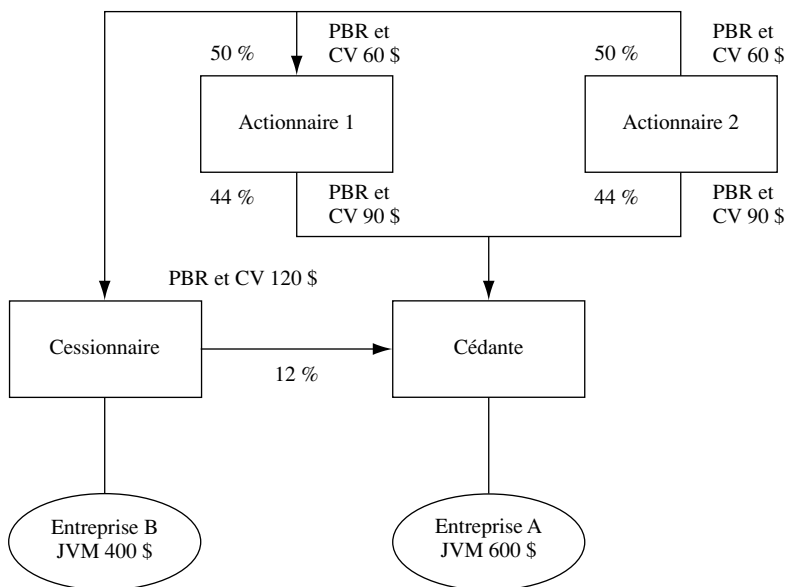 50 %
PBR et
CV 60 $
50 %
PBR et
CV 60 $
Actionnaire 1
Actionnaire 2
44 %
PBR et
CV 90 $
44 %
PBR et
CV 90 $
PBR et CV 120 $
Cessionnaire
Cédante
12 %
Entreprise B
JVM 400 $
Entreprise A
JVM 600 $